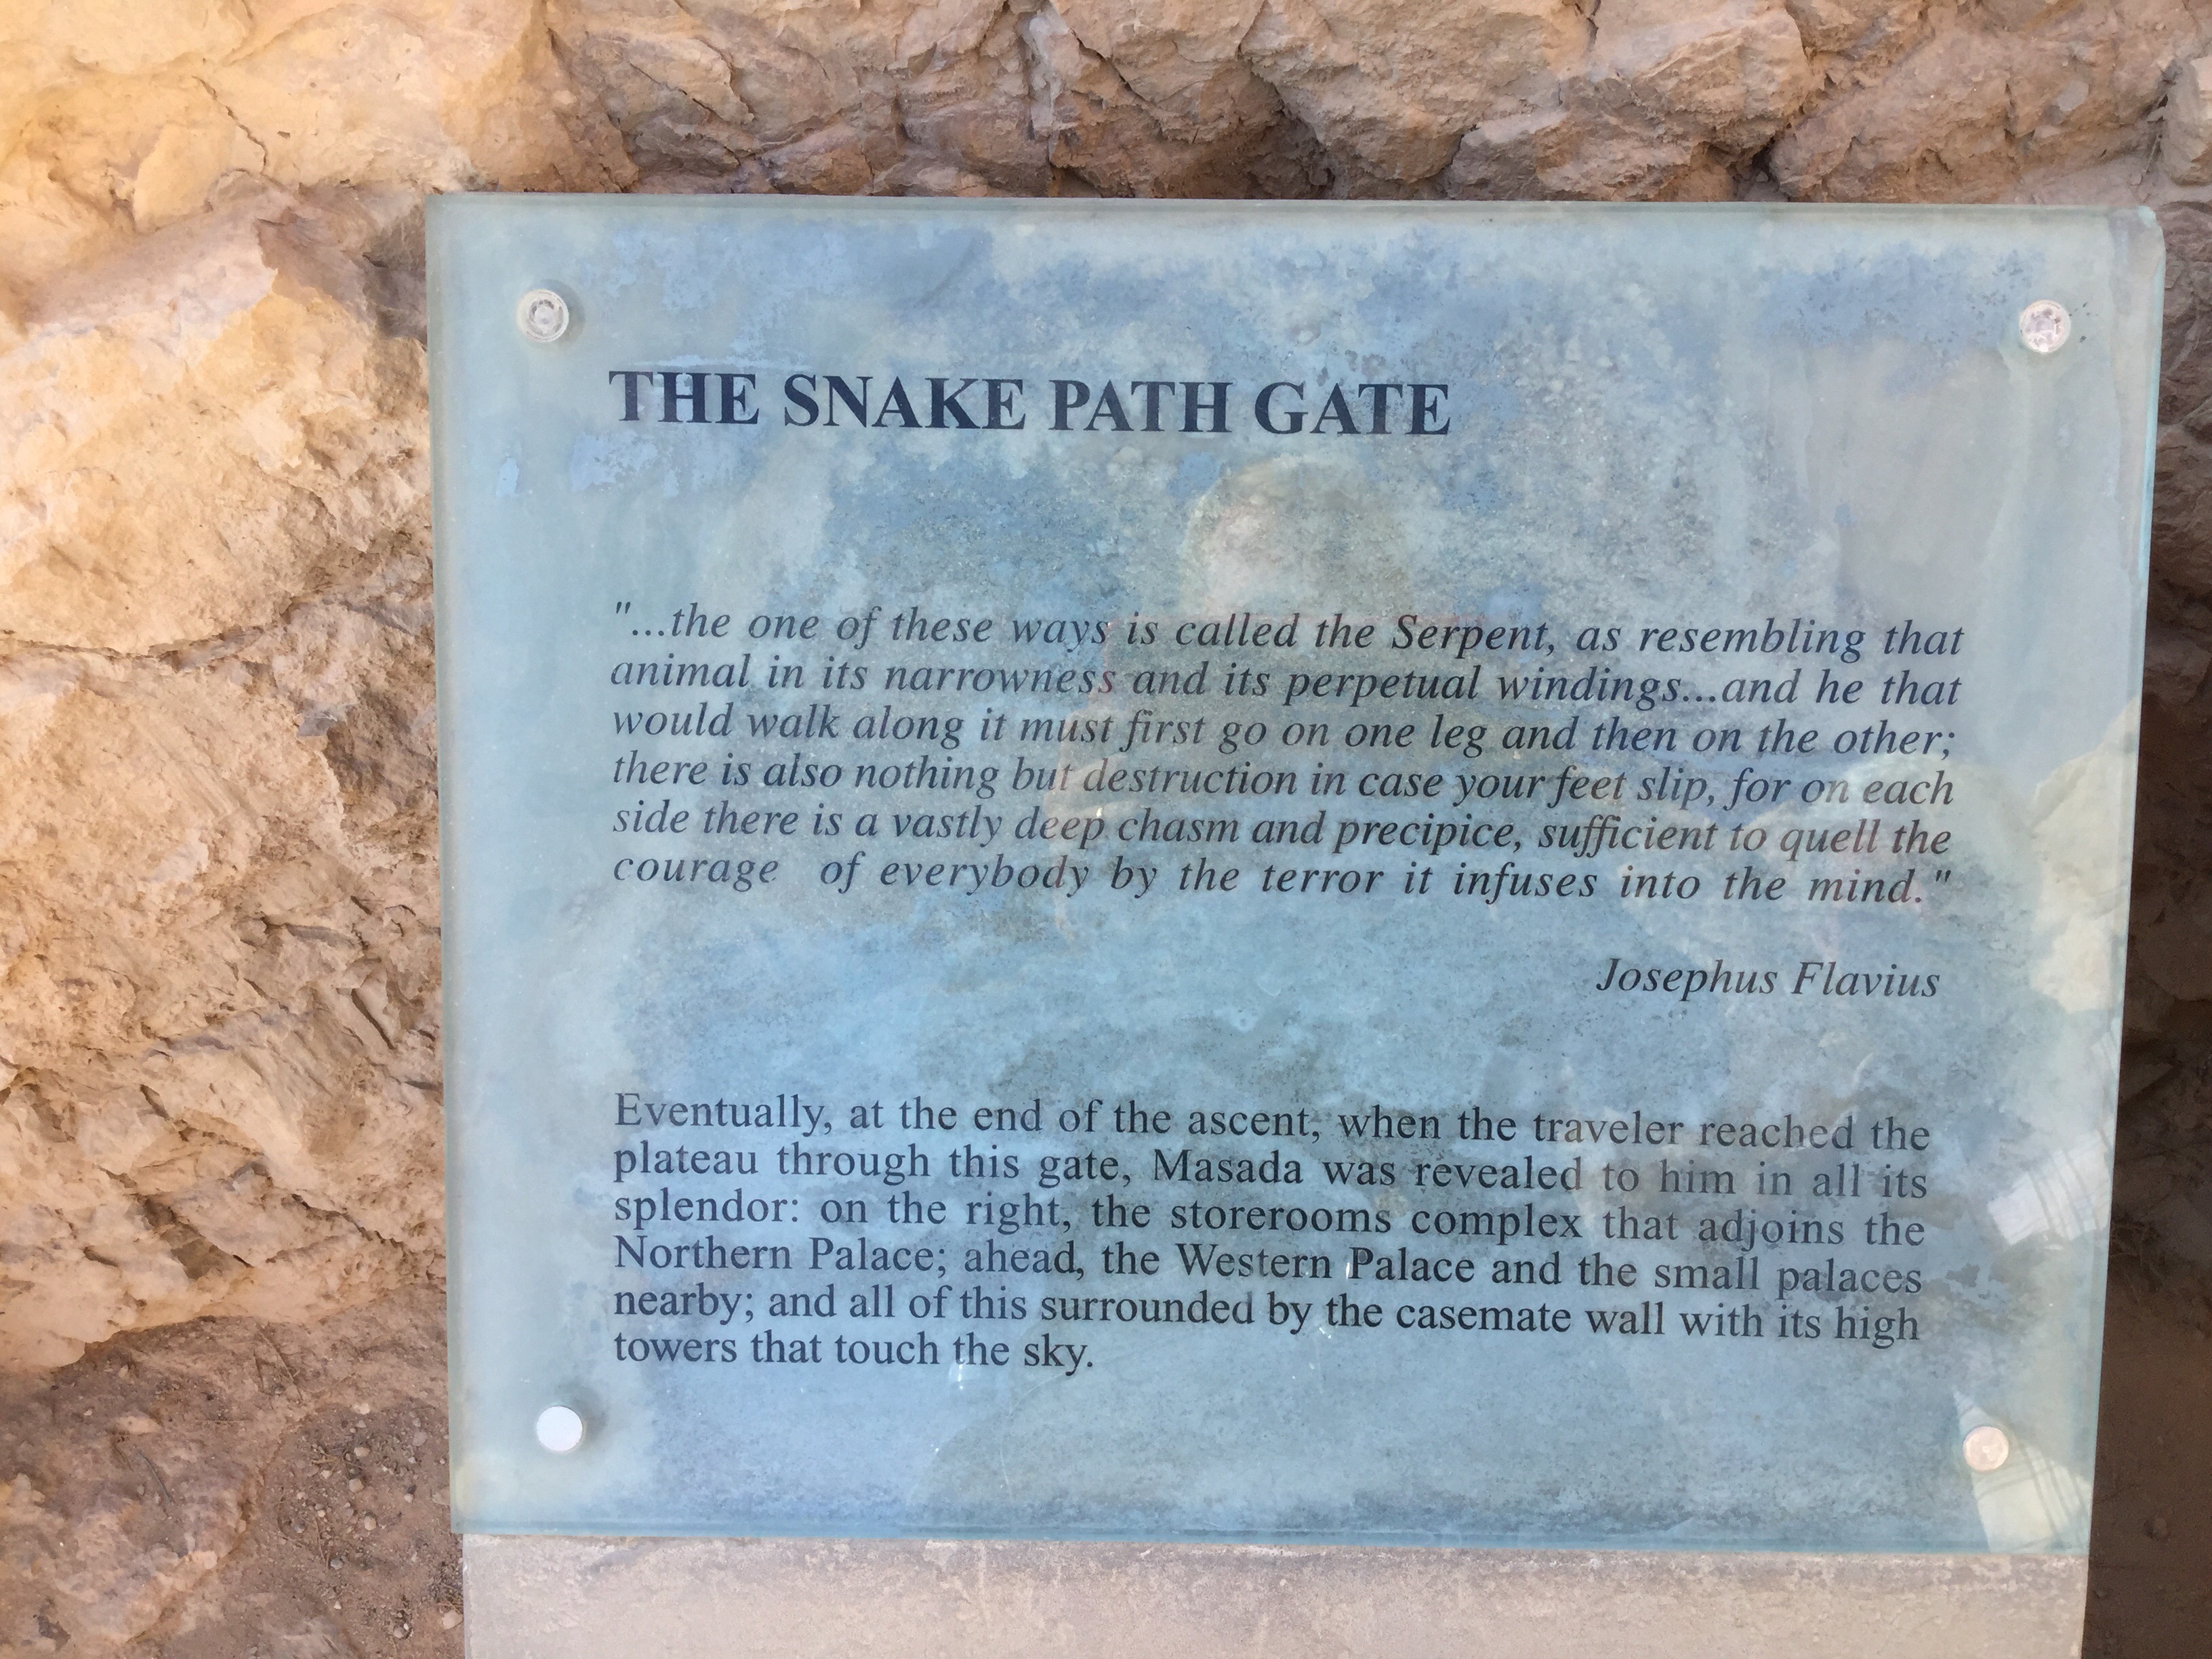 THE SNAKE PATH GATE
"...the one of these ways is called the Serpent, as resembling that
animal in its narrowness and its perpetual windings...and he that
would walk along it must first go on one leg and then on the other;
there is also nothing but destruction in case your feet slip, for on each
side there is a vastly deep chasm and precipice, sufficient to quell the
courage of everybody by the terror it infuses into the mind."
Josephus Flavius
Eventually, at the end of the ascent, when the traveler reached the
plateau through this gate, Masada was revealed to him in all its
splendor: on the right, the storerooms complex that adjoins the
Northern Palace; ahead, the Western Palace and the small palaces
nearby; and all of this surrounded by the casemate wall with its high
towers that touch the sky.